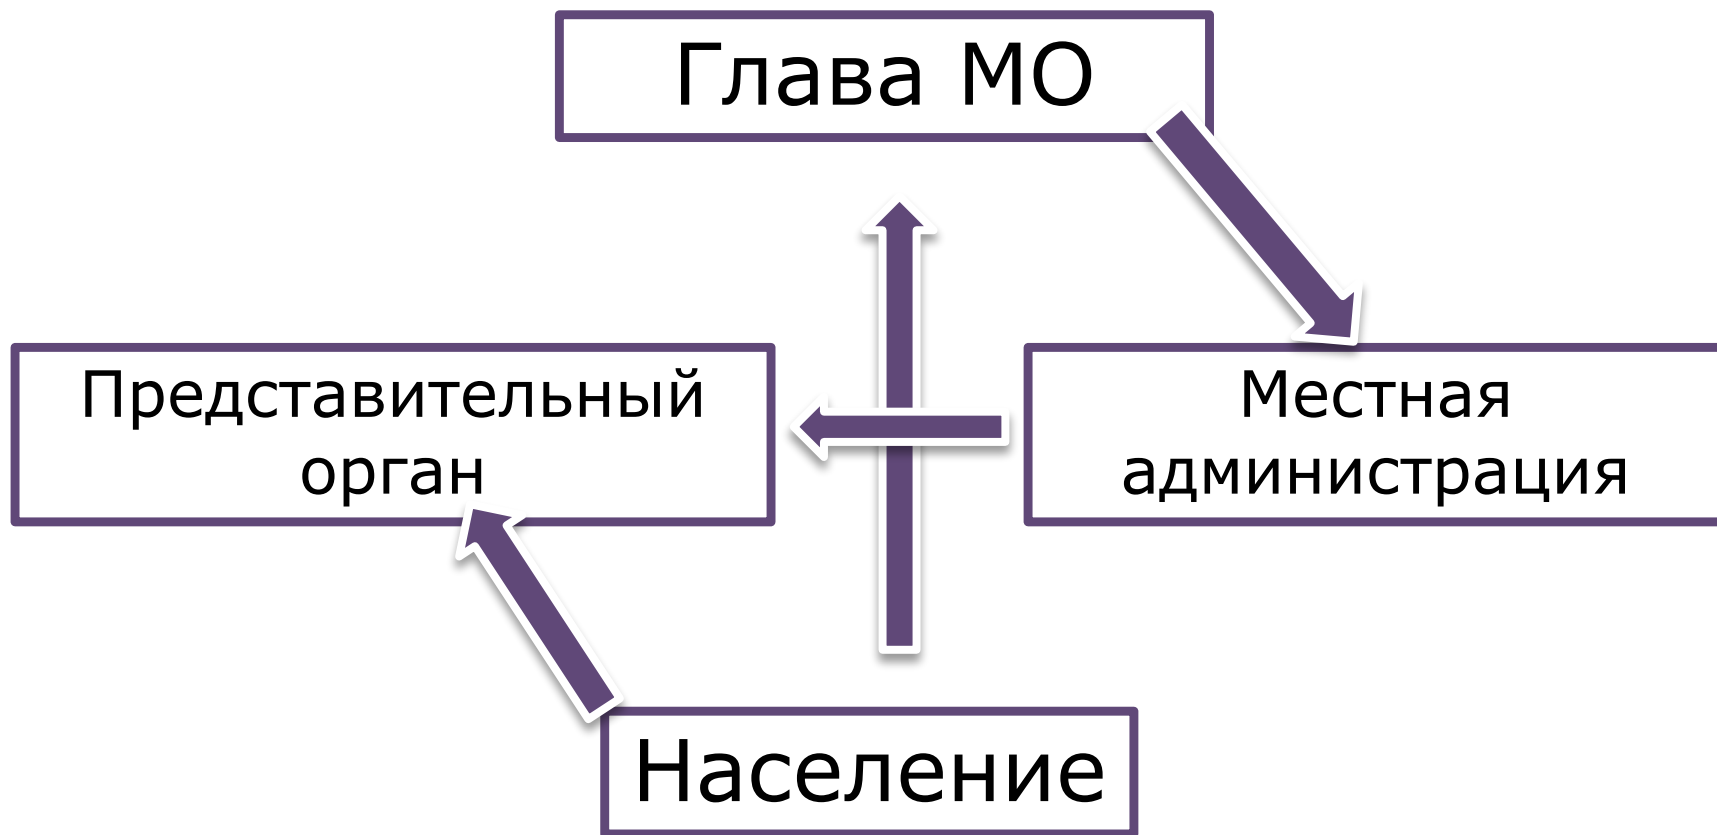 Глава МО
Представительный
орган
Местная
администрация
Население